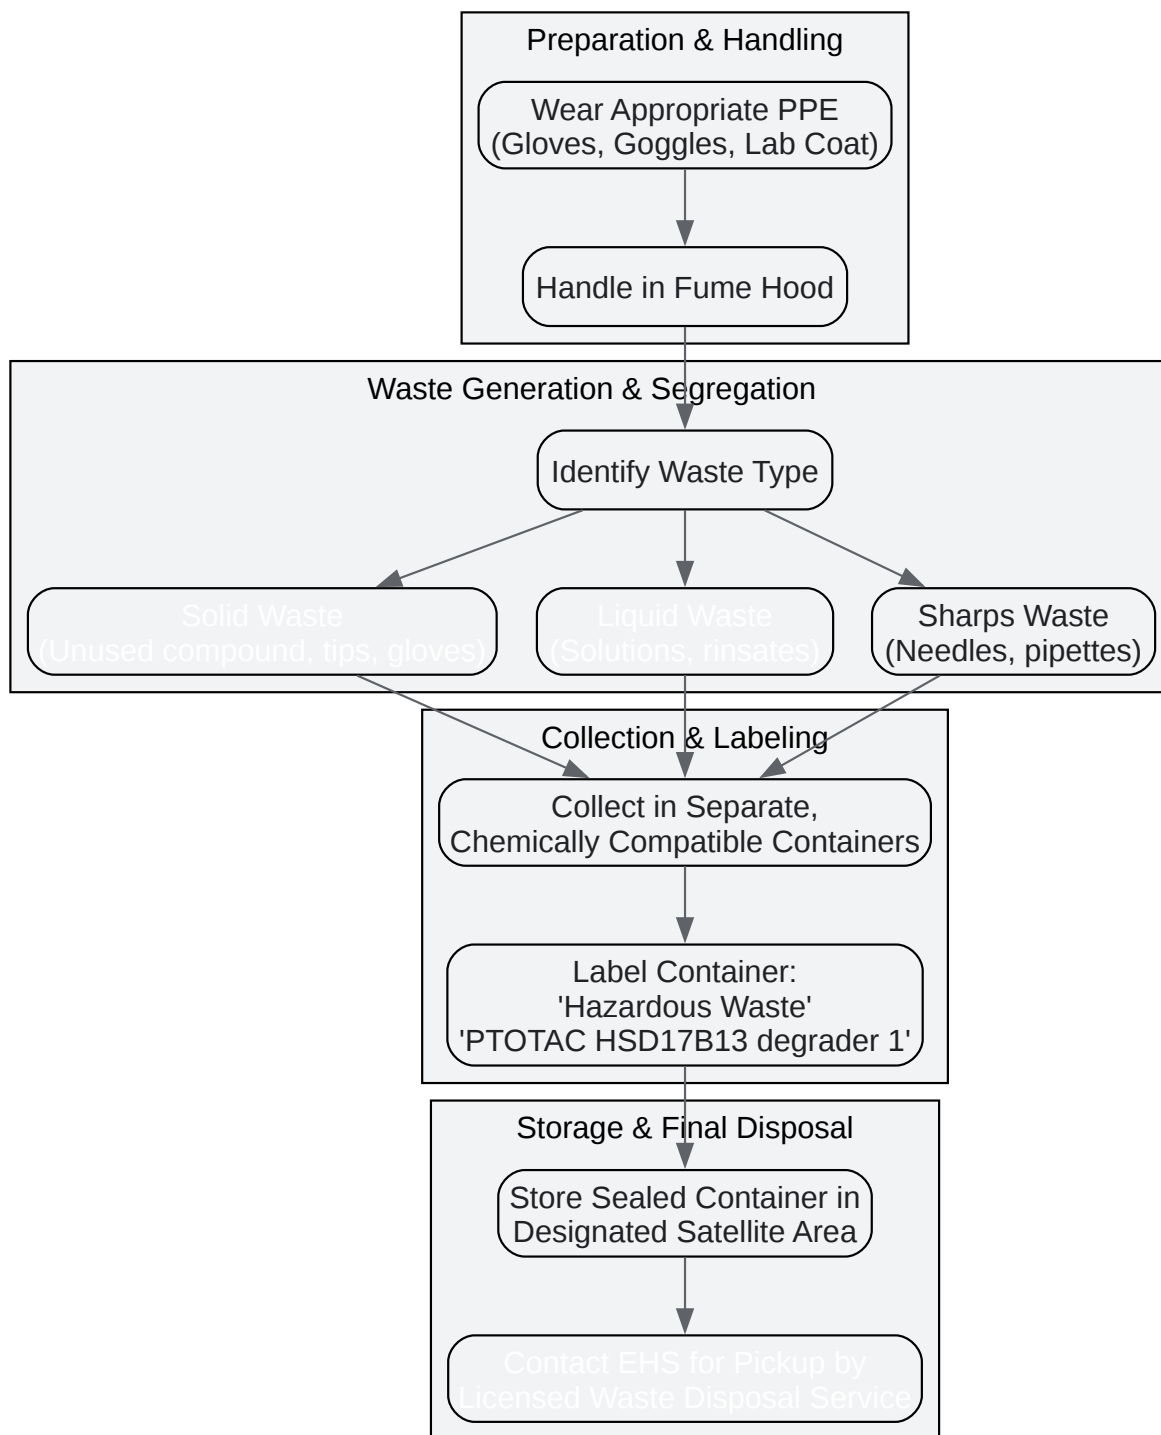 Preparation & Handling
Wear Appropriate PPE
(Gloves, Goggles, Lab Coat)
Handle in Fume Hood
Waste Generation & Segregation
Identify Waste Type
Solid Waste
(Unused compound, tips, gloves)
Liquid Waste
(Solutions, rinsates)
Sharps Waste
(Needles, pipettes)
Collection & Labeling
Collect in Separate,
Chemically Compatible Containers
Label Container:
'Hazardous Waste'
'PTOTAC HSD17B13 degrader 1'
Storage & Final Disposal
Store Sealed Container in
Designated Satellite Area
Contact EHS for Pickup by
Licensed Waste Disposal Service